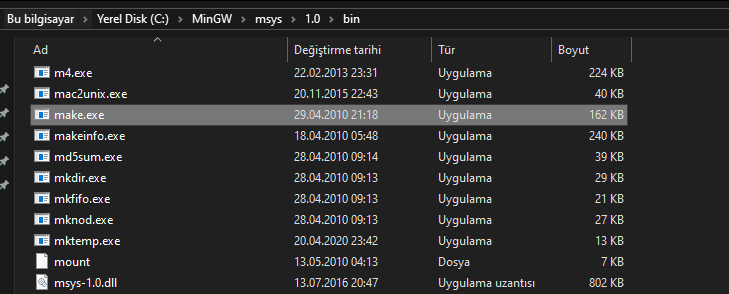 Bu bilgisayar > Yerel Disk (C:) > MinGW > msys > 1.0 > bin
Ad Değiştirme tarihi Tür Boyut
m4.exe 22.02.2013 23:31 Uygulama 224 KB
mac2unix.exe 20.11.2015 22:43 Uygulama 40 KB
make.exe 29.04.2010 21:18 Uygulama 162 KB
makeinfo.exe 18.04.2010 05:48 Uygulama 240 KB
md5sum.exe 28.04.2010 09:14 Uygulama 39 KB
mkdir.exe 28.04.2010 09:13 Uygulama 29 KB
mkfifo.exe 28.04.2010 09:13 Uygulama 21 KB
mknod.exe 28.04.2010 09:13 Uygulama 27 KB
mktemp.exe 20.04.2020 23:42 Uygulama 13 KB
mount 13.05.2010 04:13 Dosya 7 KB
msys-1.0.dll 13.07.2016 20:47 Uygulama uzantısı 802 KB